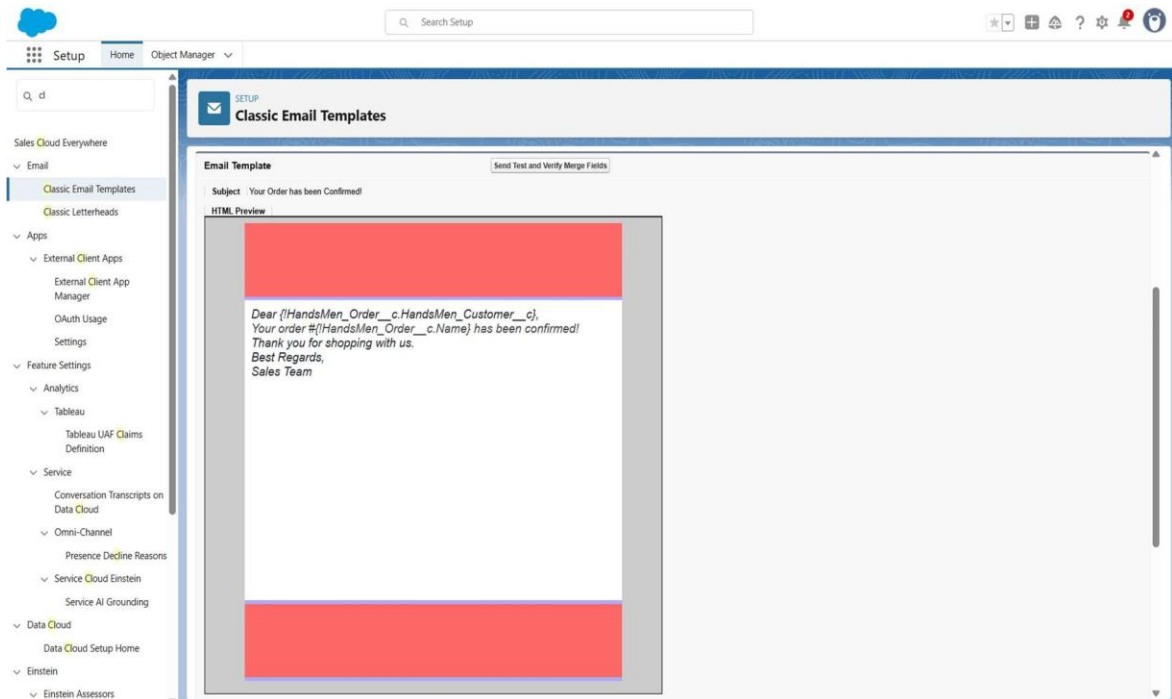 Search Setup
2
Setup
Home
Object Manager
cl
Sales Cloud Everywhere
Email
Classic Email Templates
Classic Letterheads
Apps
External Client Apps
External Client App
Manager
OAuth Usage
Settings
Feature Settings
Analytics
Tableau
Tableau UAF Claims
Definition
Service
Conversation Transcripts on
Data Cloud
Omni-Channel
Presence Decline Reasons
Service Cloud Einstein
Service AI Grounding
Data Cloud
Data Cloud Setup Home
Einstein
Einstein Assessors
SETUP
Classic Email Templates
Email Template
Send Test and Verify Merge Fields
Subject Your Order has been Confirmed!
HTML Preview
Dear {!HandsMen_Order__c.HandsMen_Customer__c},
Your order #{!HandsMen_Order__c.Name} has been confirmed!
Thank you for shopping with us.
Best Regards,
Sales Team